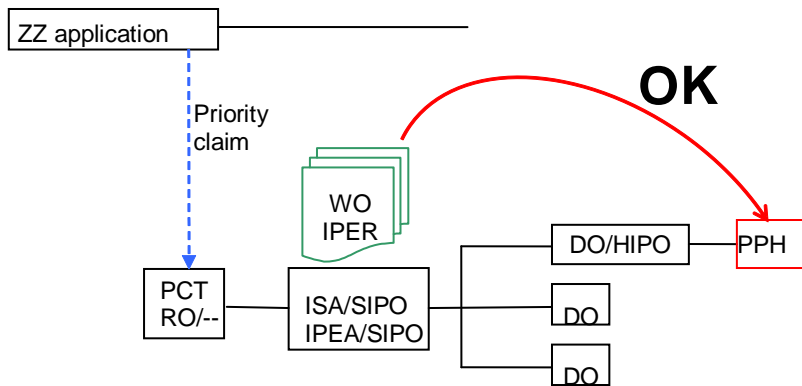 ZZ application
OK
Priority
claim
WO
IPER
DO/HIPO
PPH
PCT
RO/--
ISA/SIPO
IPEA/SIPO
DO
DO